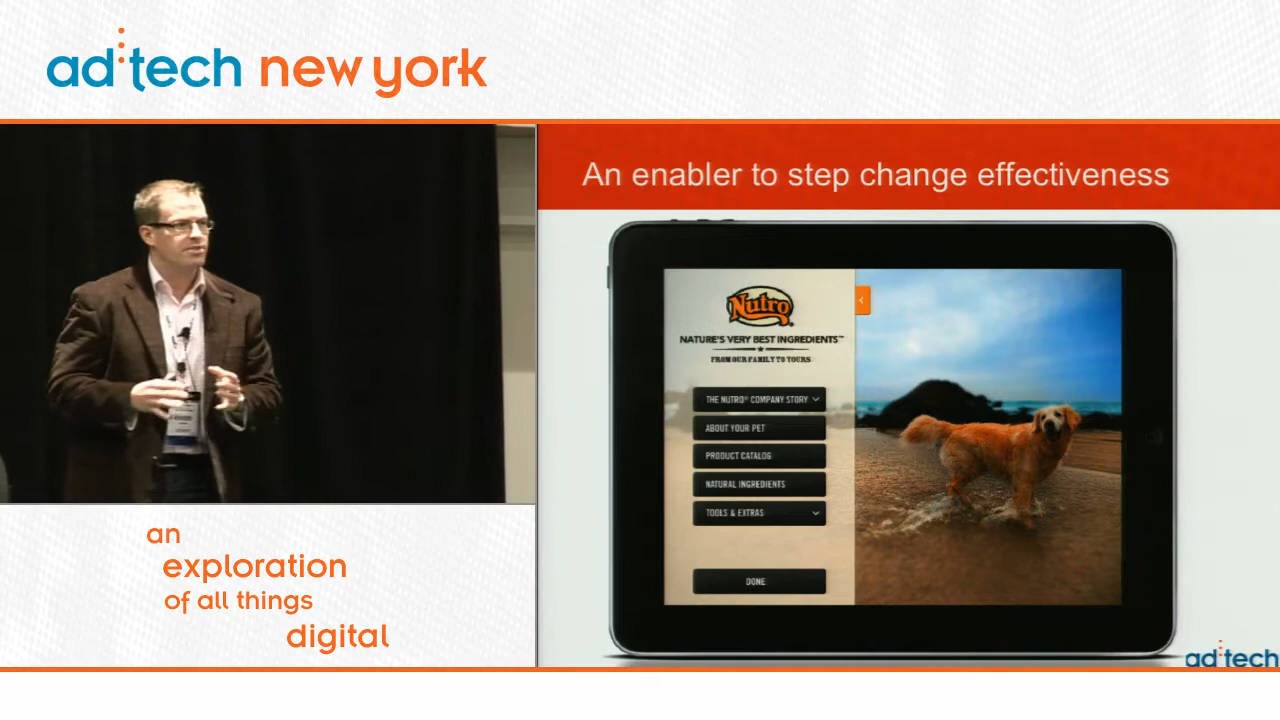 ad:tech new york
An enabler to step change effectiveness
Nutro
NATURE'S VERY BEST INGREDIENTS™
FROM OUR FAMILY TO YOURS
THE NUTRO® COMPANY STORY
ABOUT YOUR PET
PRODUCT CATALOG
NATURAL INGREDIENTS
TOOLS & EXTRAS
DONE
an
exploration
of all things
digital
ad:tech